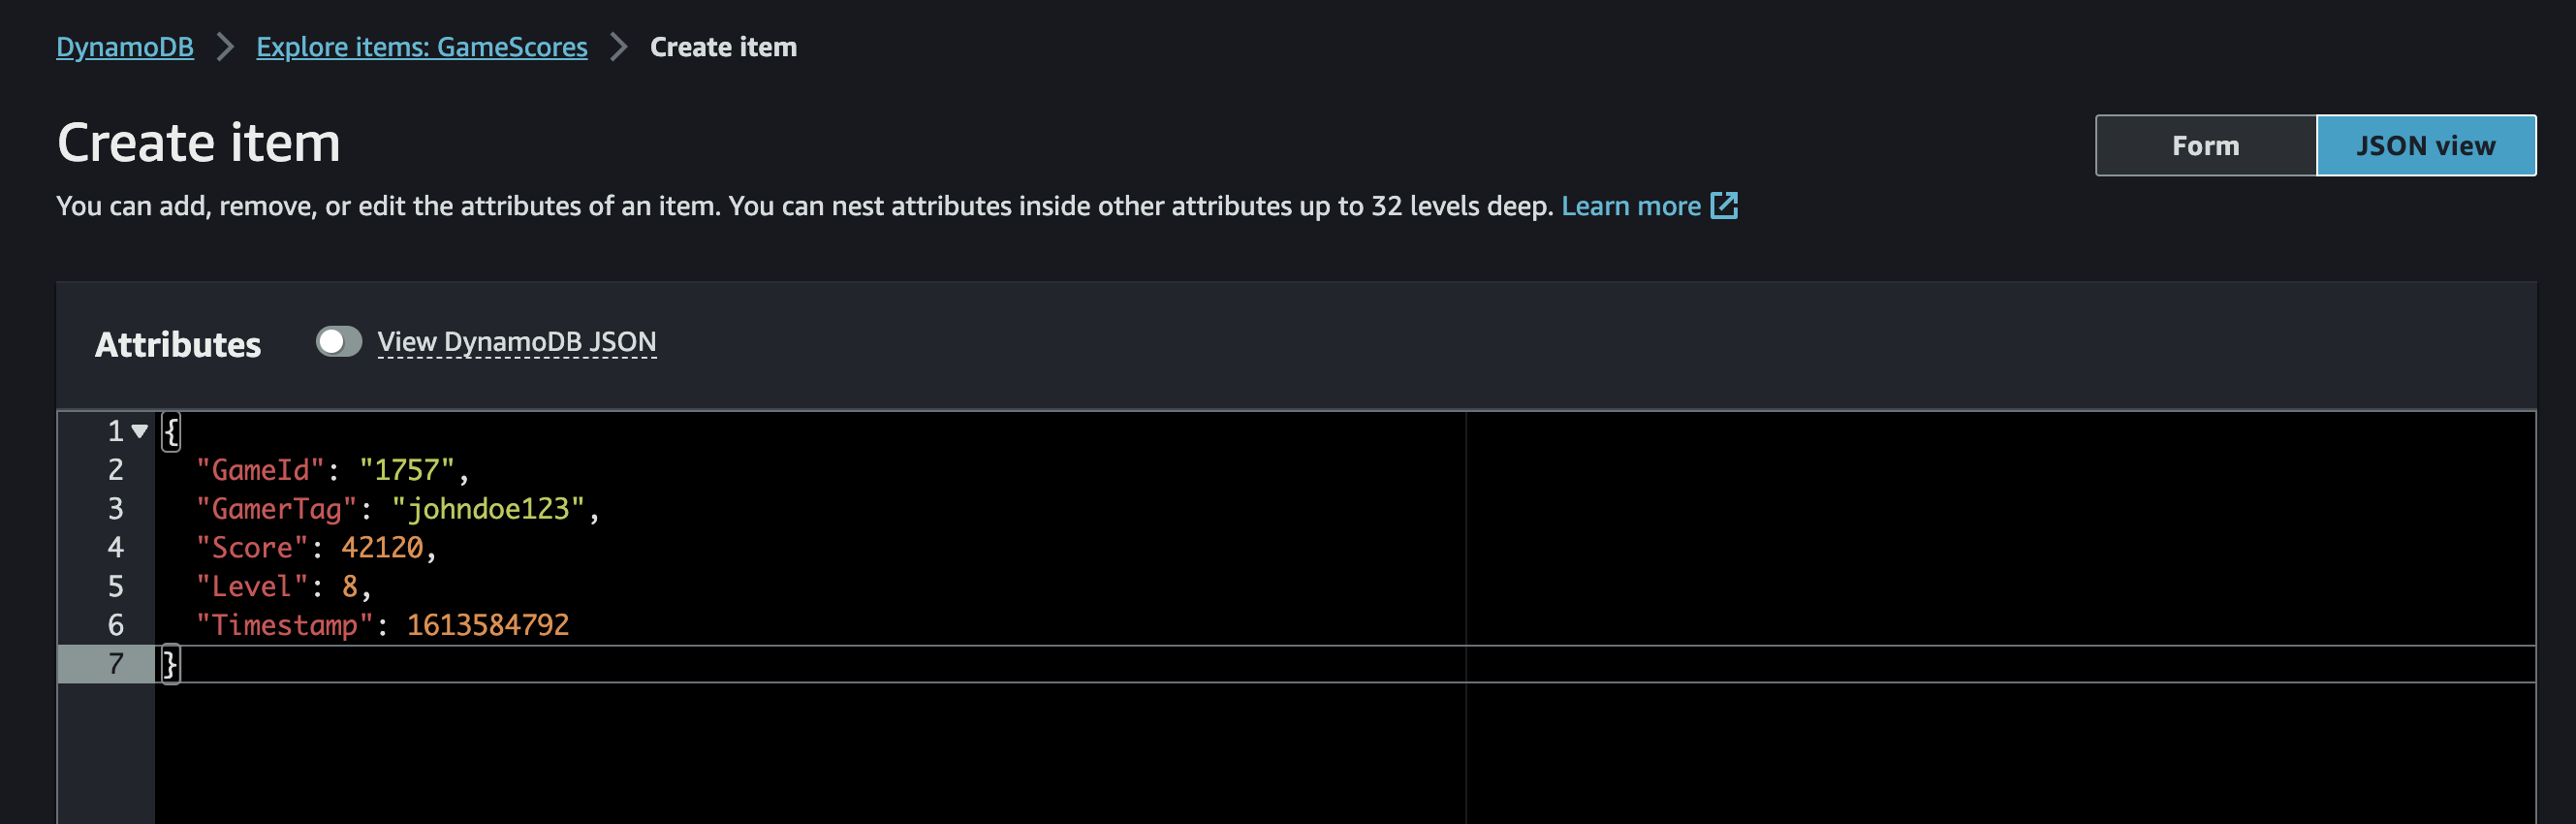 DynamoDB > Explore items: GameScores > Create item
Create item
Form
JSON view
You can add, remove, or edit the attributes of an item. You can nest attributes inside other attributes up to 32 levels deep. Learn more
Attributes
View DynamoDB JSON
1 {
2 "GameId": "1757",
3 "GamerTag": "johndoe123",
4 "Score": 42120,
5 "Level": 8,
6 "Timestamp": 1613584792
7 }